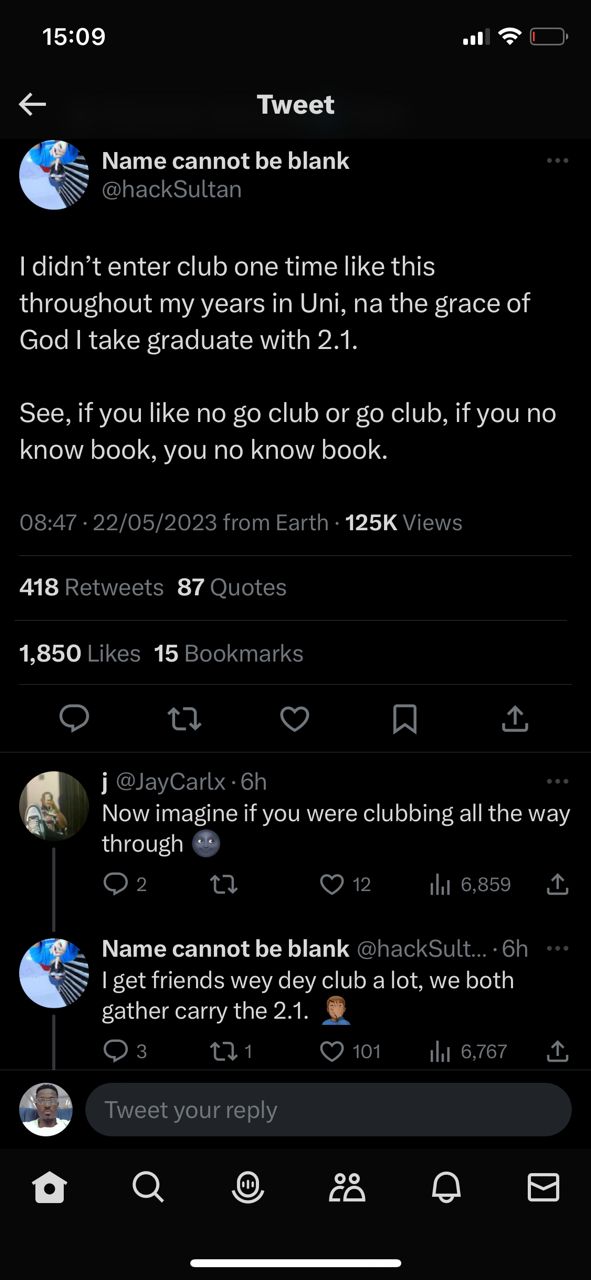 15:09
Tweet
Name cannot be blank
@hackSultan
I didn’t enter club one time like this
throughout my years in Uni, na the grace of
God I take graduate with 2.1.
See, if you like no go club or go club, if you no
know book, you no know book.
08:47 · 22/05/2023 from Earth · 125K Views
418 Retweets 87 Quotes
1,850 Likes 15 Bookmarks
j @JayCarlx · 6h
Now imagine if you were clubbing all the way
through 🌚
2 12 6,859
Name cannot be blank @hackSult... · 6h
I get friends wey dey club a lot, we both
gather carry the 2.1. 🤦🏽‍♂️
3 1 101 6,767
Tweet your reply